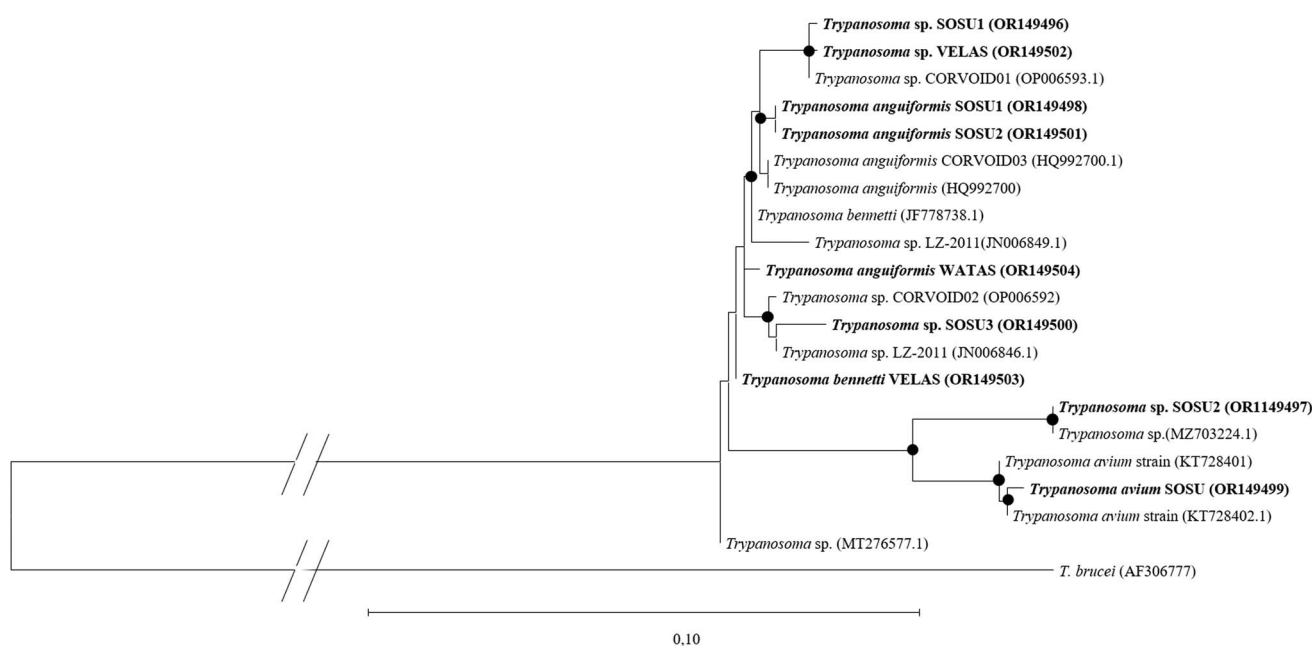 Trypanosoma sp. SOSU1 (OR149496)
Trypanosoma sp. VELAS (OR149502)
Trypanosoma sp. CORVOID01 (OP006593.1)
Trypanosoma anguiformis SOSU1 (OR149498)
Trypanosoma anguiformis SOSU2 (OR149501)
Trypanosoma anguiformis CORVOID03 (HQ992700.1)
Trypanosoma anguiformis (HQ992700)
Trypanosoma bennetti (JF778738.1)
Trypanosoma sp. LZ-2011(JN006849.1)
Trypanosoma anguiformis WATAS (OR149504)
Trypanosoma sp. CORVOID02 (OP006592)
Trypanosoma sp. SOSU3 (OR149500)
Trypanosoma sp. LZ-2011 (JN006846.1)
Trypanosoma bennetti VELAS (OR149503)
Trypanosoma sp. SOSU2 (OR1149497)
Trypanosoma sp.(MZ703224.1)
Trypanosoma avium strain (KT728401)
Trypanosoma avium SOSU (OR149499)
Trypanosoma avium strain (KT728402.1)
Trypanosoma sp. (MT276577.1)
T. brucei (AF306777)
0,10